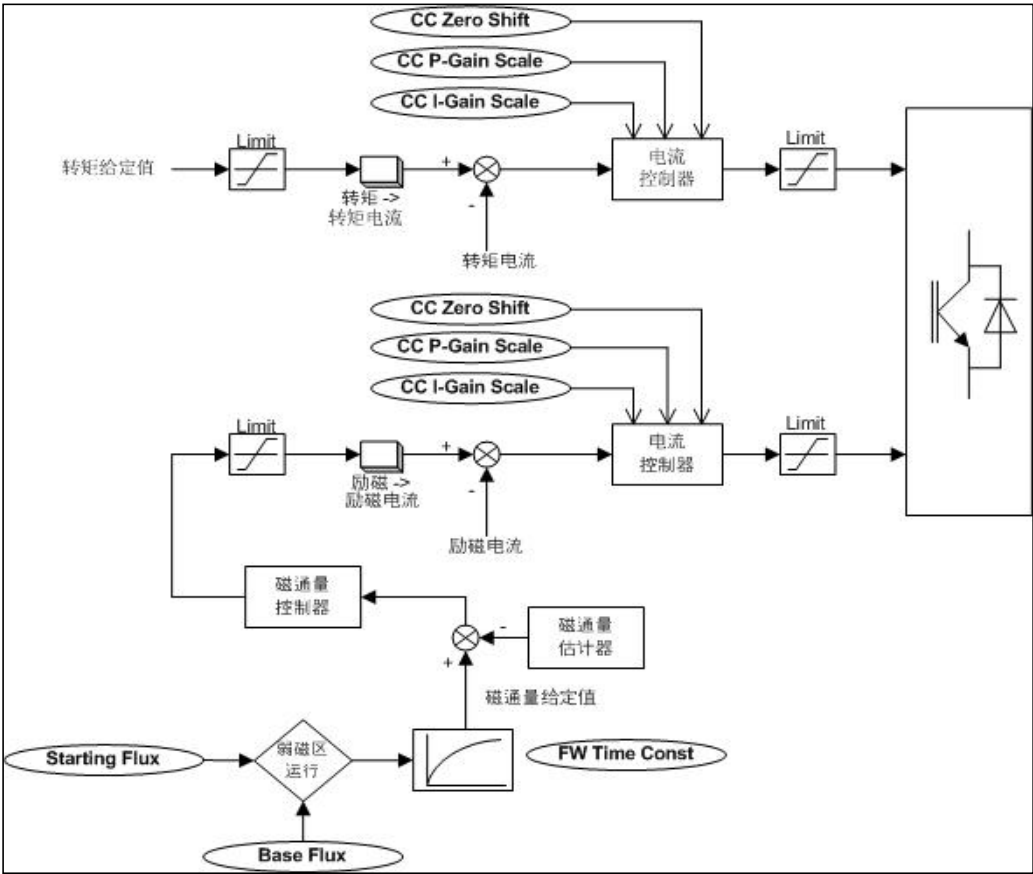 CC Zero Shift
CC P-Gain Scale
CC I-Gain Scale
Limit
Limit
转矩给定值
+
电流
控制器
转矩 ->
转矩电流
-
转矩电流
CC Zero Shift
CC P-Gain Scale
CC I-Gain Scale
Limit
Limit
+
电流
控制器
励磁 ->
励磁电流
-
励磁电流
磁通量
控制器
-
磁通量
估计器
+
磁通量给定值
Starting Flux
弱磁区
运行
FW Time Const
Base Flux